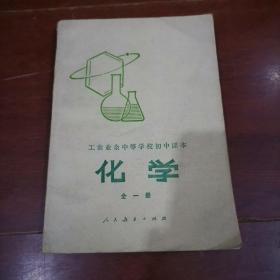 工农业余中等学校初中课本
化学
全一册
人民教育出版社